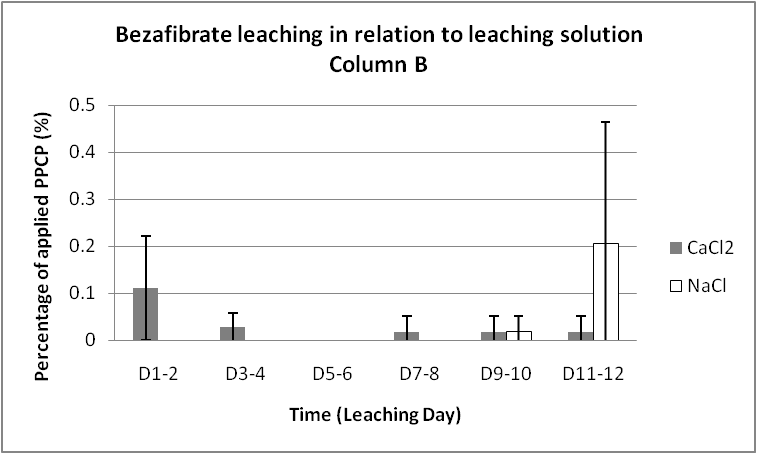 Bezafibrate leaching in relation to leaching solution
Column B
Percentage of applied PPCP (%)
0.5
0.4
0.3
0.2
0.1
0
D1-2 D3-4 D5-6 D7-8 D9-10 D11-12
Time (Leaching Day)
CaCl2
NaCl